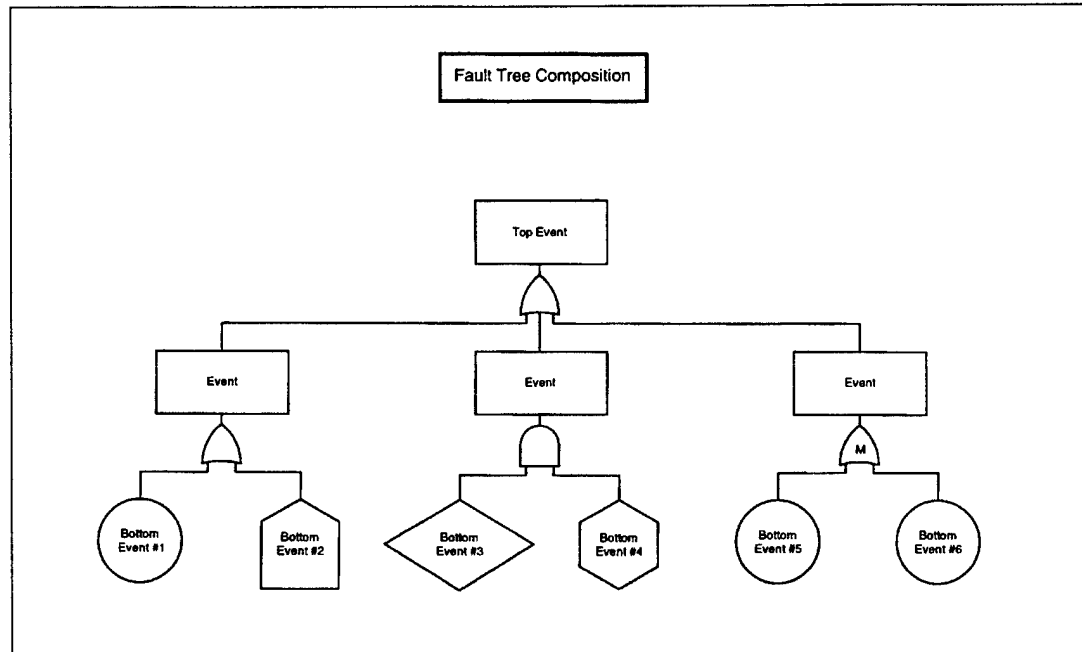 Fault Tree Composition
Top Event
Event
Event
Event
M
Bottom
Event #1
Bottom
Event #2
Bottom
Event #3
Bottom
Event #4
Bottom
Event #5
Bottom
Event #6